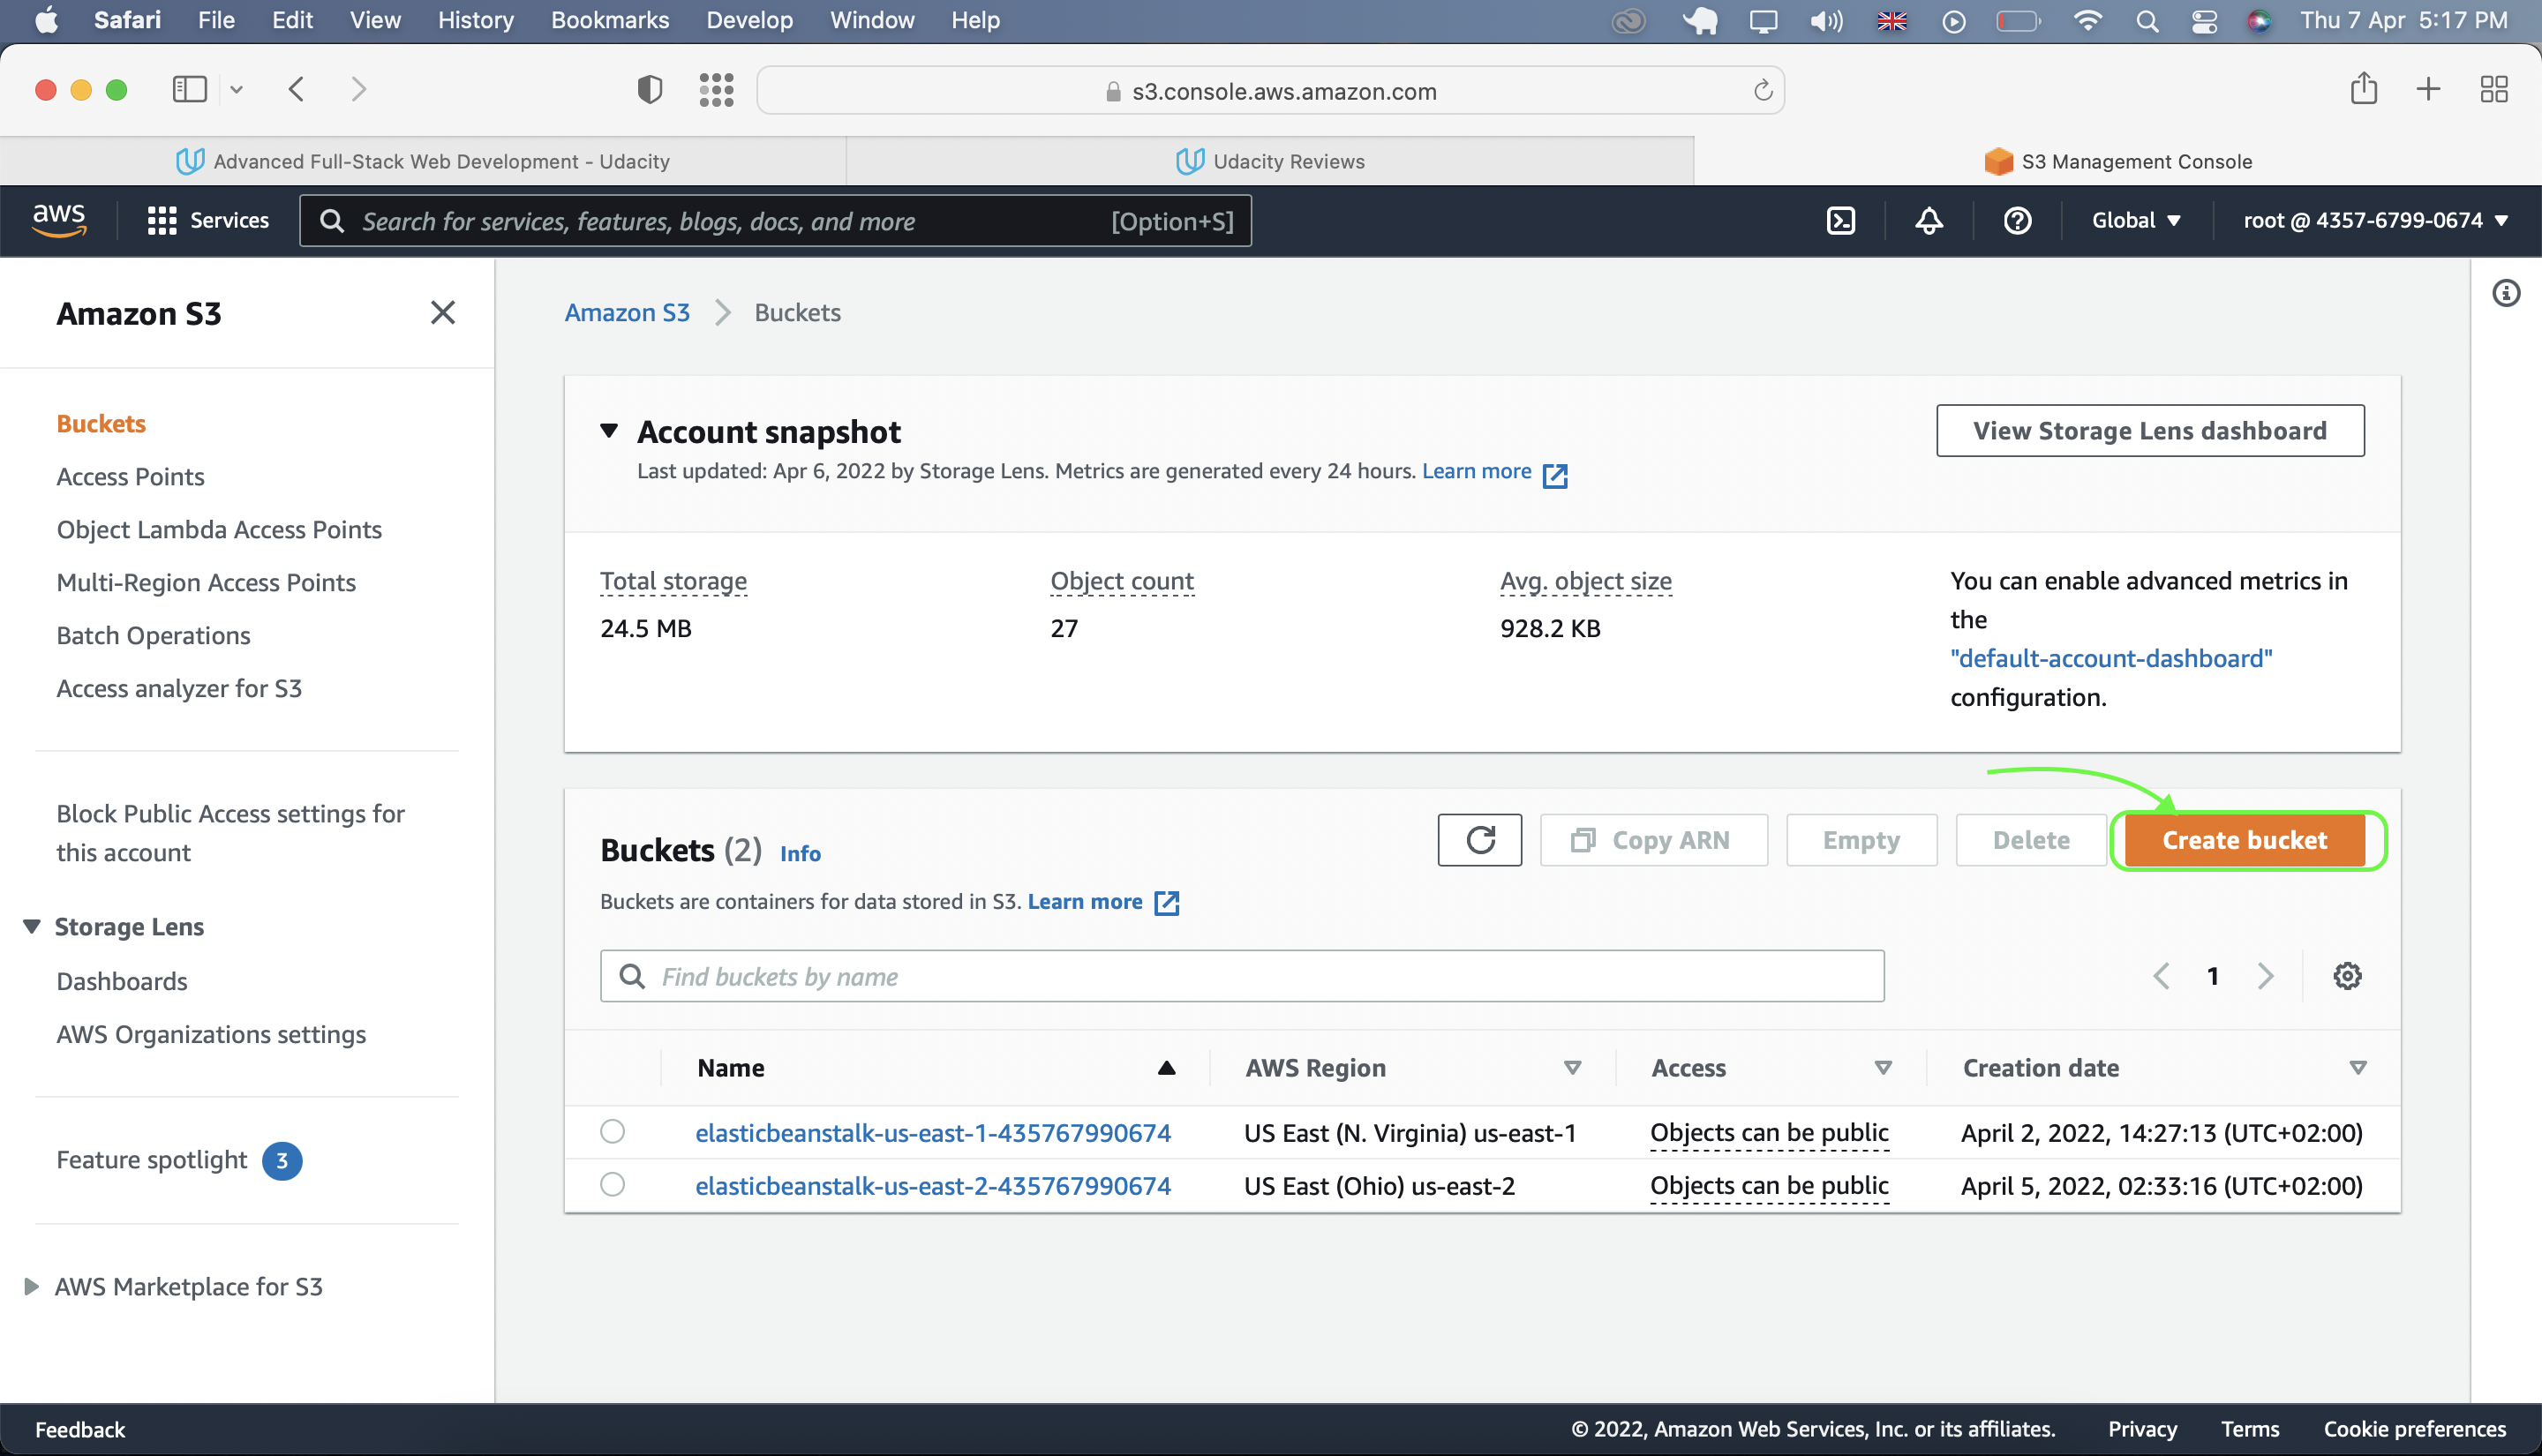 Safari File Edit View History Bookmarks Develop Window Help Thu 7 Apr 5:17 PM
s3.console.aws.amazon.com
Advanced Full-Stack Web Development - Udacity Udacity Reviews S3 Management Console
aws Services Search for services, features, blogs, docs, and more [Option+S] Global root @ 4357-6799-0674
Amazon S3
Buckets
Access Points
Object Lambda Access Points
Multi-Region Access Points
Batch Operations
Access analyzer for S3
Block Public Access settings for
this account
Storage Lens
Dashboards
AWS Organizations settings
Feature spotlight 3
AWS Marketplace for S3
Amazon S3 Buckets
Account snapshot
View Storage Lens dashboard
Last updated: Apr 6, 2022 by Storage Lens. Metrics are generated every 24 hours. Learn more
Total storage
24.5 MB
Object count
27
Avg. object size
928.2 KB
You can enable advanced metrics in
the
"default-account-dashboard"
configuration.
Buckets (2) Info
Copy ARN Empty Delete Create bucket
Buckets are containers for data stored in S3. Learn more
Find buckets by name
1
Name AWS Region Access Creation date
elasticbeanstalk-us-east-1-435767990674 US East (N. Virginia) us-east-1 Objects can be public April 2, 2022, 14:27:13 (UTC+02:00)
elasticbeanstalk-us-east-2-435767990674 US East (Ohio) us-east-2 Objects can be public April 5, 2022, 02:33:16 (UTC+02:00)
Feedback © 2022, Amazon Web Services, Inc. or its affiliates. Privacy Terms Cookie preferences